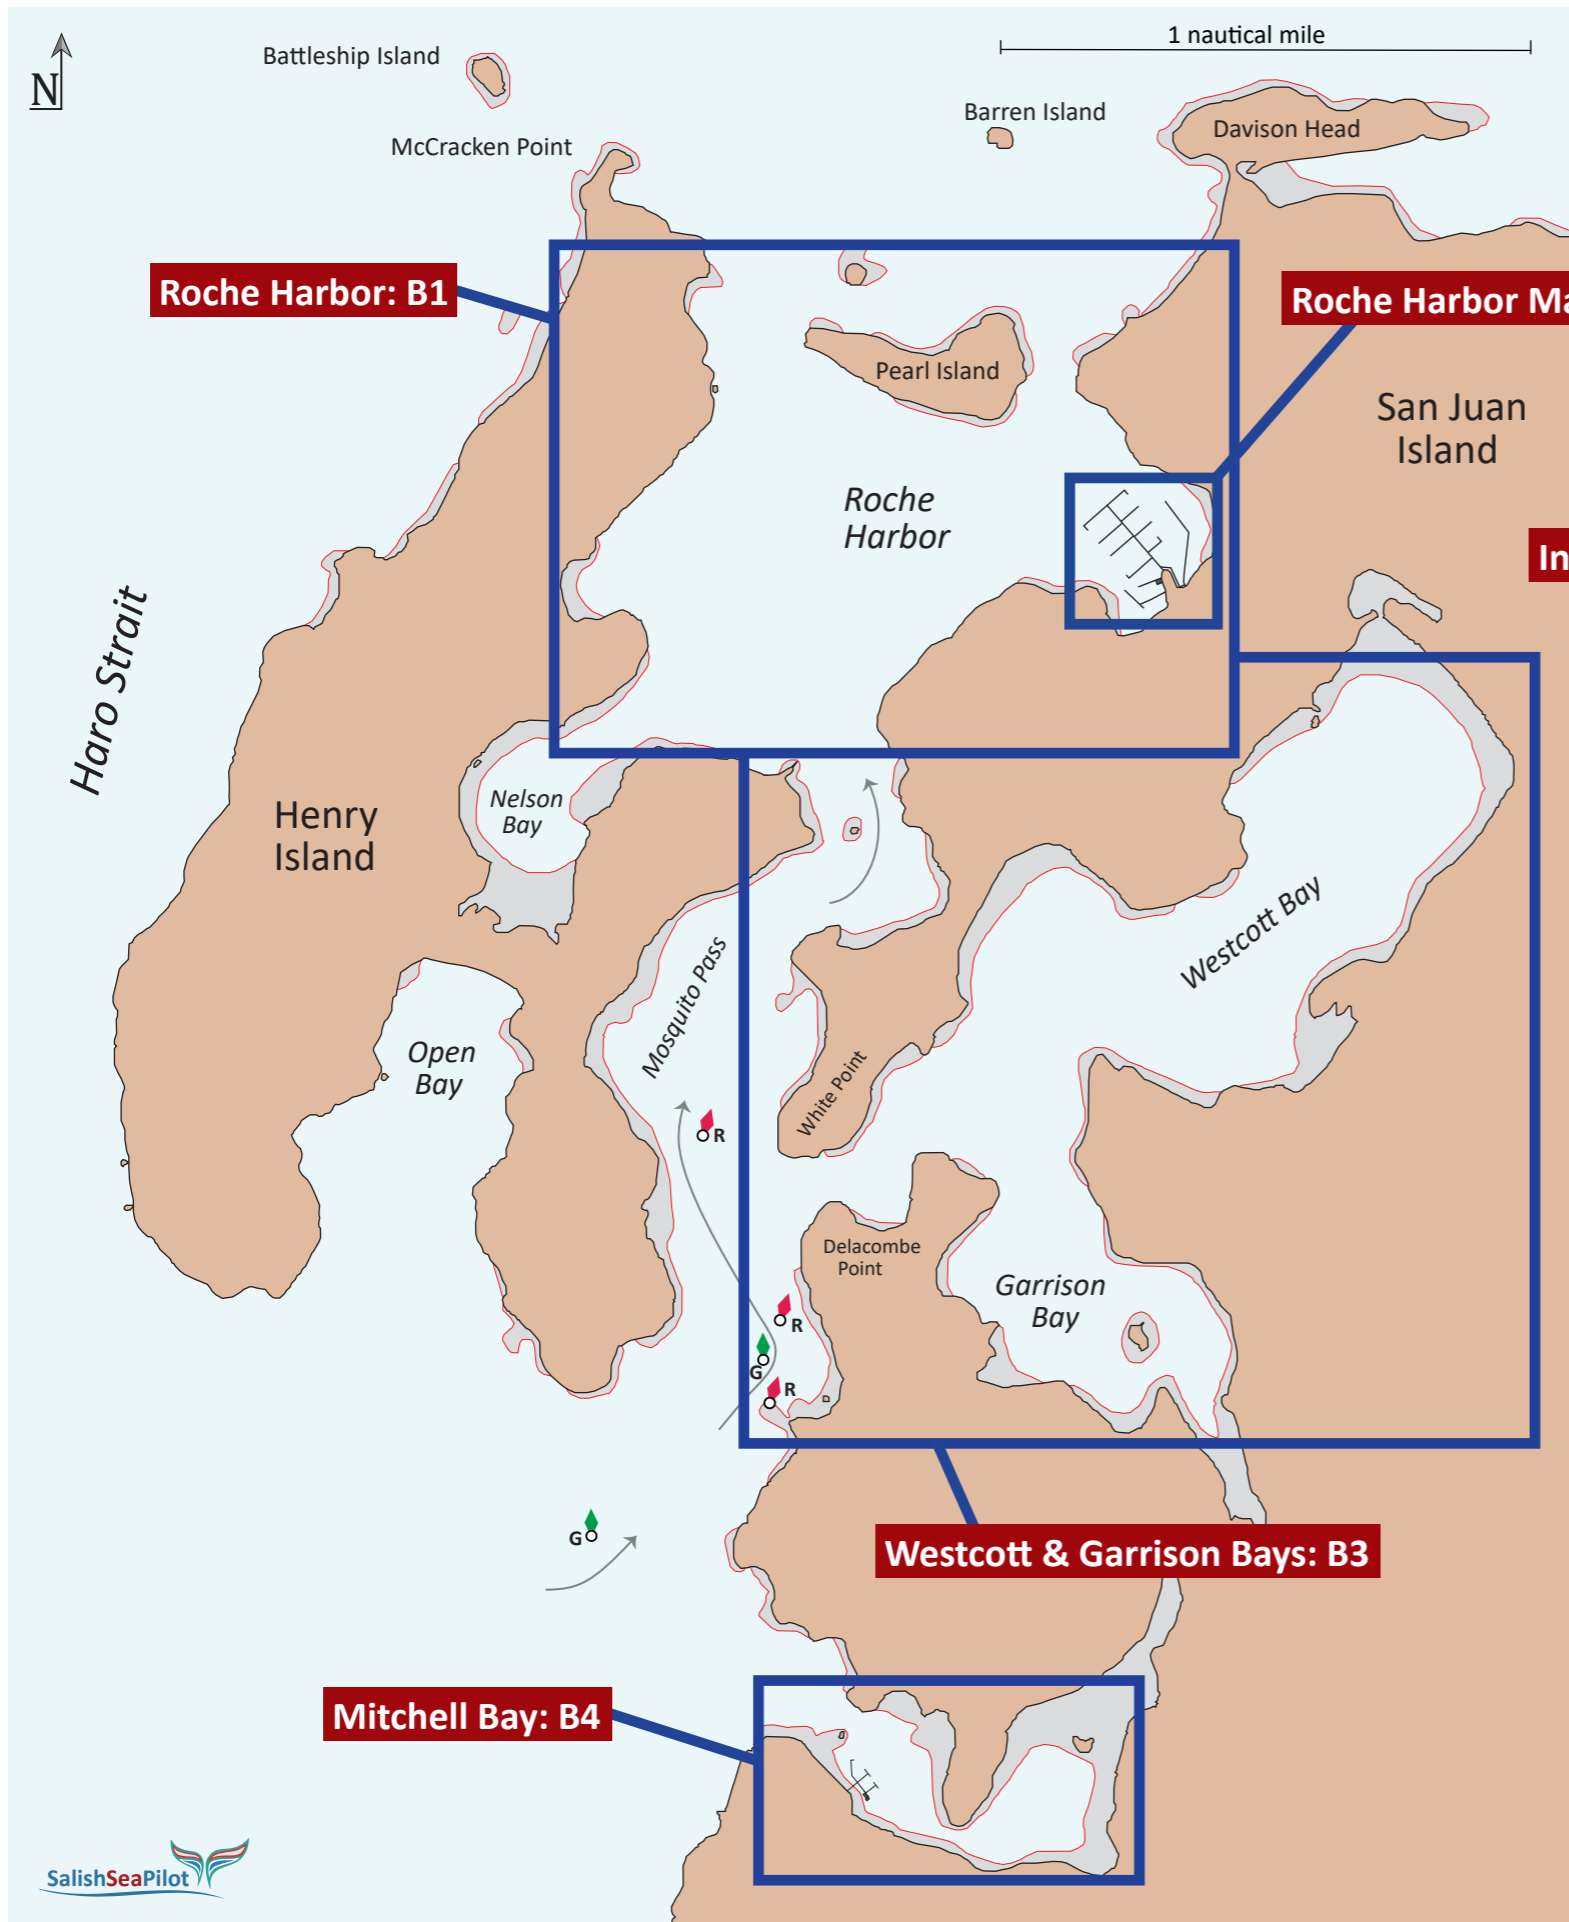 1 nautical mile
Battleship Island
N
Barren Island
Davison Head
McCracken Point
Roche Harbor: B1
Roche Harbor Ma
Pearl Island
San Juan
Island
Roche
Harbor
In
Haro Strait
Nelson
Bay
Henry
Island
Westcott Bay
Mosquito Pass
Open
Bay
White Point
R
Delacombe
Point
Garrison
Bay
R
G
R
G
Westcott & Garrison Bays: B3
Mitchell Bay: B4
SalishSeaPilot